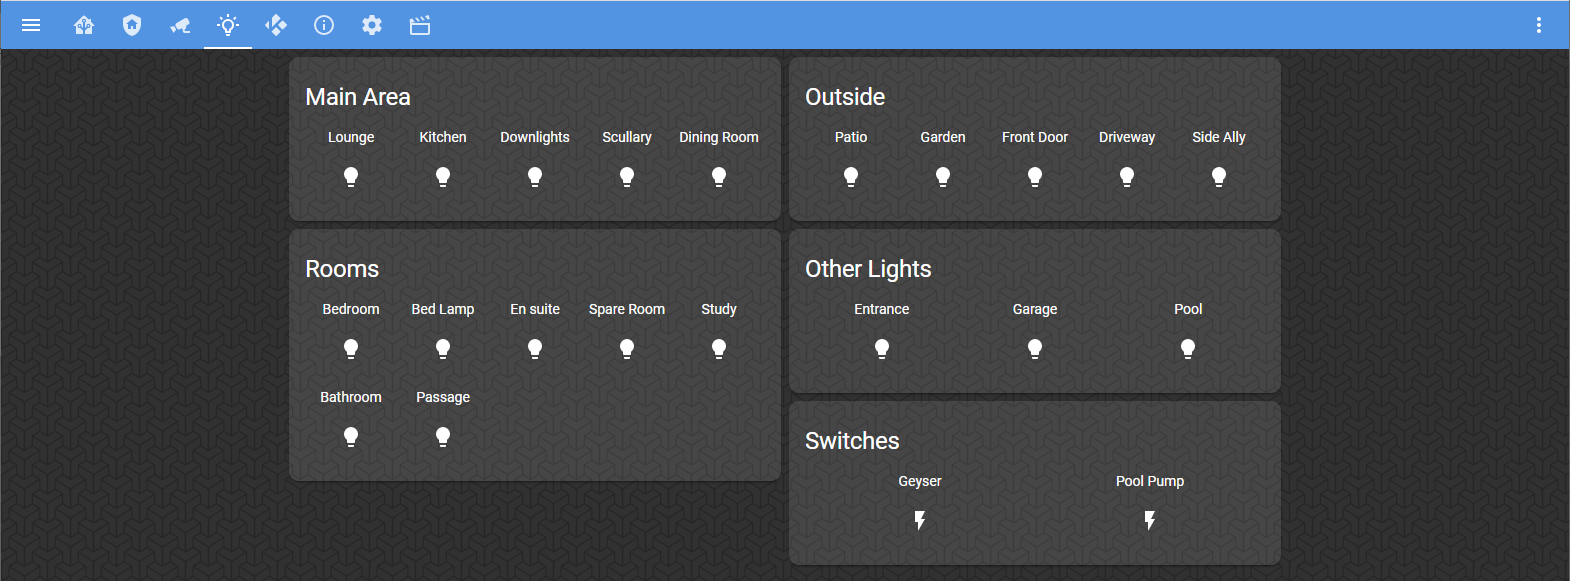 Main Area
Lounge Kitchen Downlights Scullary Dining Room
Rooms
Bedroom Bed Lamp En suite Spare Room Study
Bathroom Passage
Outside
Patio Garden Front Door Driveway Side Ally
Other Lights
Entrance Garage Pool
Switches
Geyser Pool Pump